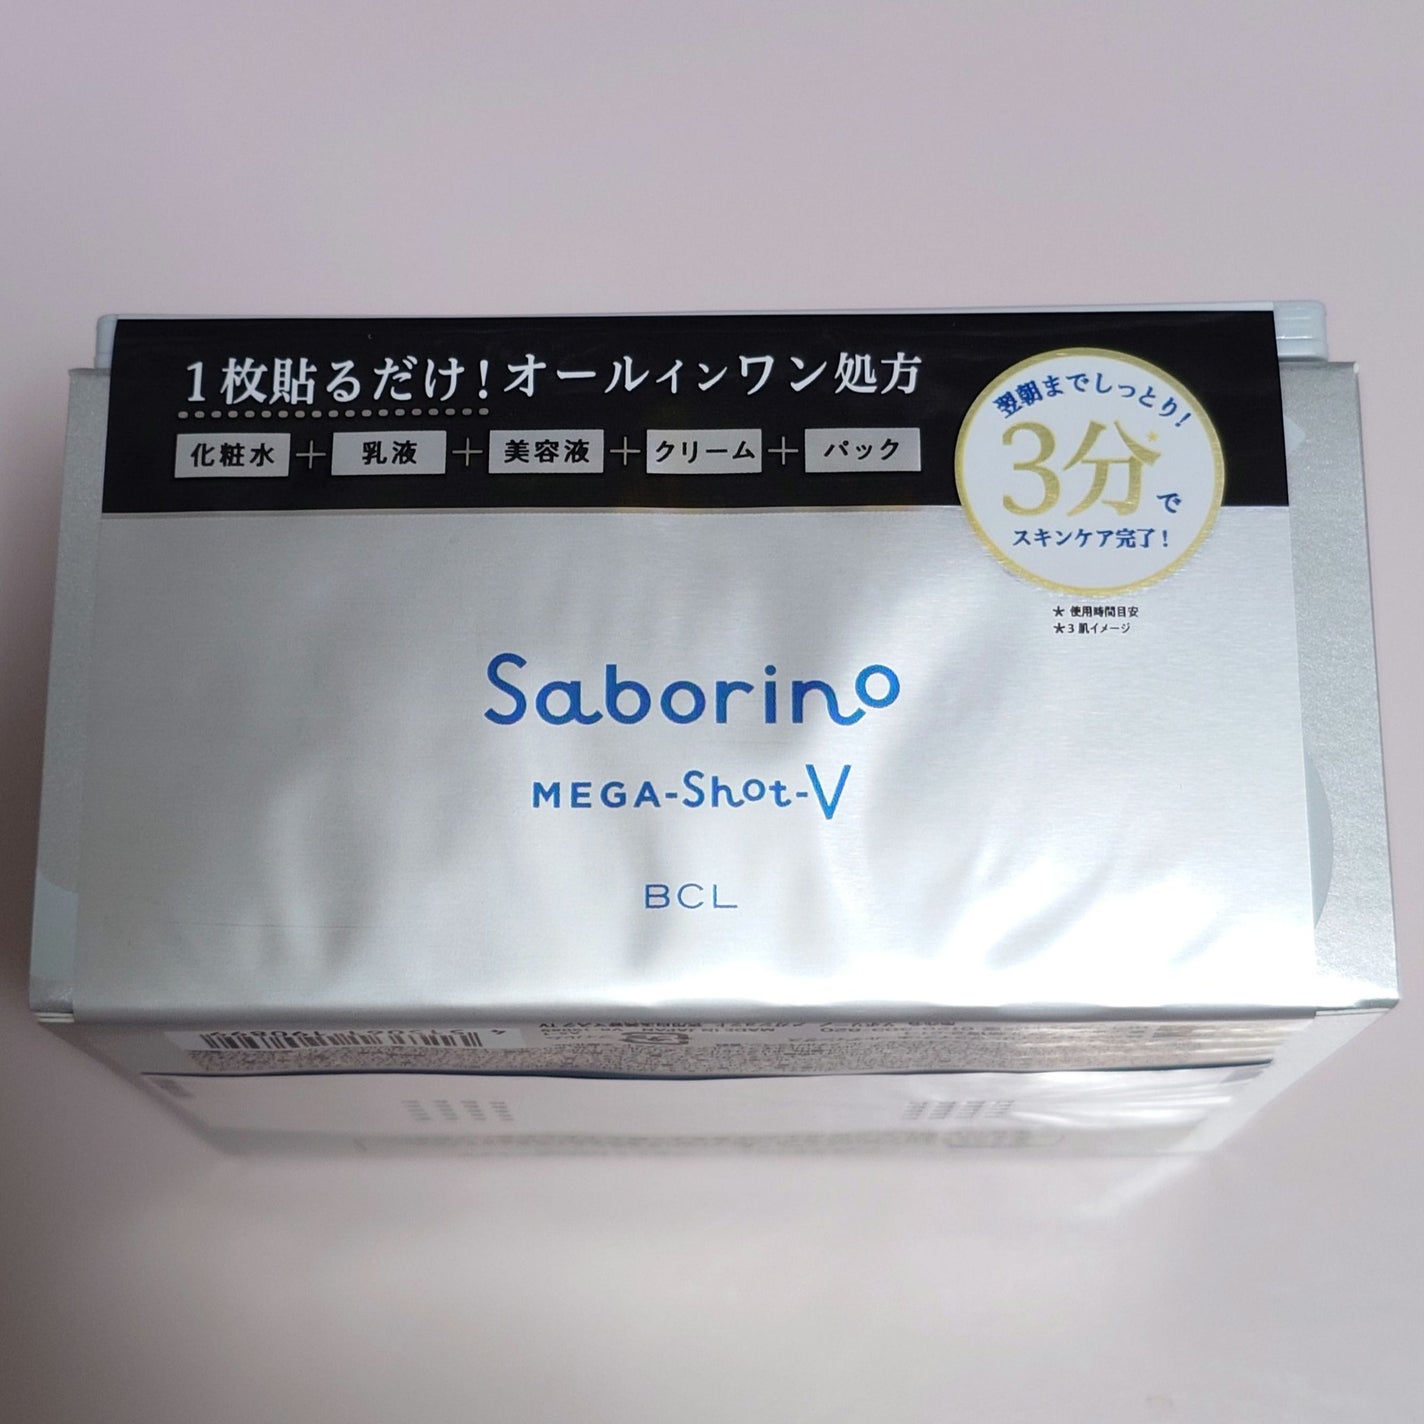 1枚貼るだけ!オールインワン処方
化粧水+乳液+美容液+クリーム+パック
翌朝までしっとり!
3分で
スキンケア完了!
★ 使用時間目安
★3 肌イメージ
Saborino
MEGA-Shot-V
BCL